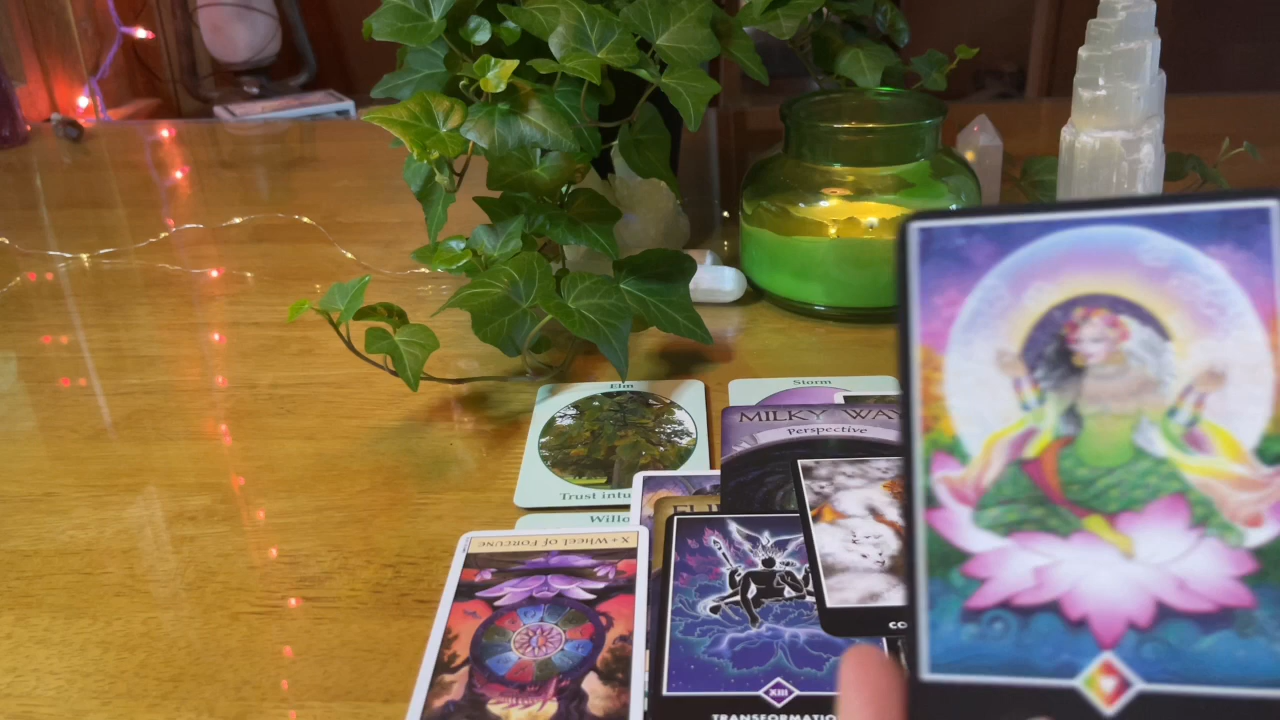 Elm
Storm
MILKY WAY
Perspective
Trust intu
Willo
X+Wheel of Fortune
CO
XIII
TRANSFORMATIO